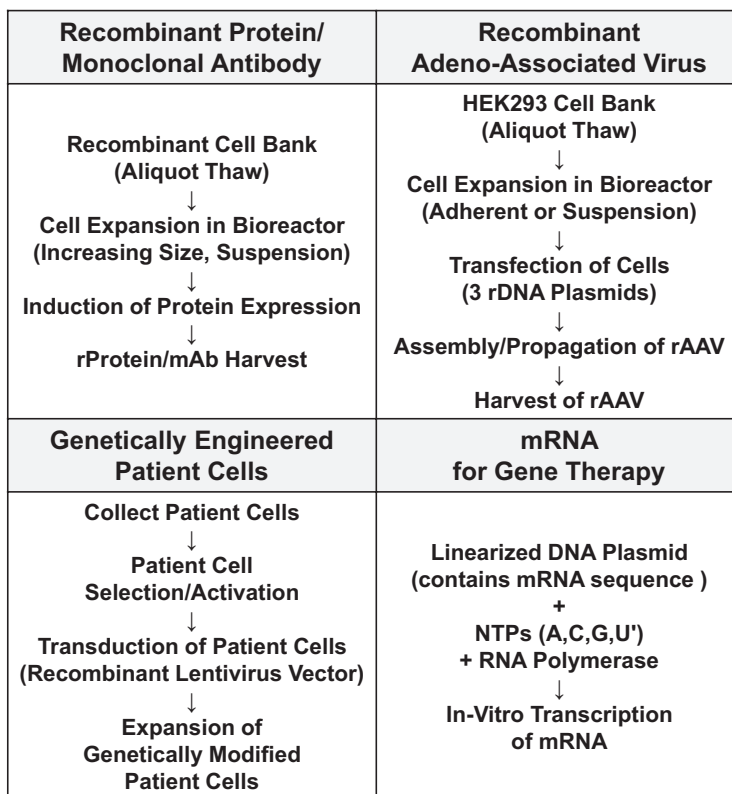 Recombinant Protein/
Monoclonal Antibody
Recombinant Cell Bank
(Aliquot Thaw)
↓
Cell Expansion in Bioreactor
(Increasing Size, Suspension)
↓
Induction of Protein Expression
↓
rProtein/mAb Harvest
Recombinant
Adeno-Associated Virus
HEK293 Cell Bank
(Aliquot Thaw)
↓
Cell Expansion in Bioreactor
(Adherent or Suspension)
↓
Transfection of Cells
(3 rDNA Plasmids)
↓
Assembly/Propagation of rAAV
↓
Harvest of rAAV
Genetically Engineered
Patient Cells
Collect Patient Cells
↓
Patient Cell
Selection/Activation
↓
Transduction of Patient Cells
(Recombinant Lentivirus Vector)
↓
Expansion of
Genetically Modified
Patient Cells
mRNA
for Gene Therapy
Linearized DNA Plasmid
(contains mRNA sequence )
+
NTPs (A,C,G,U')
+ RNA Polymerase
↓
In-Vitro Transcription
of mRNA